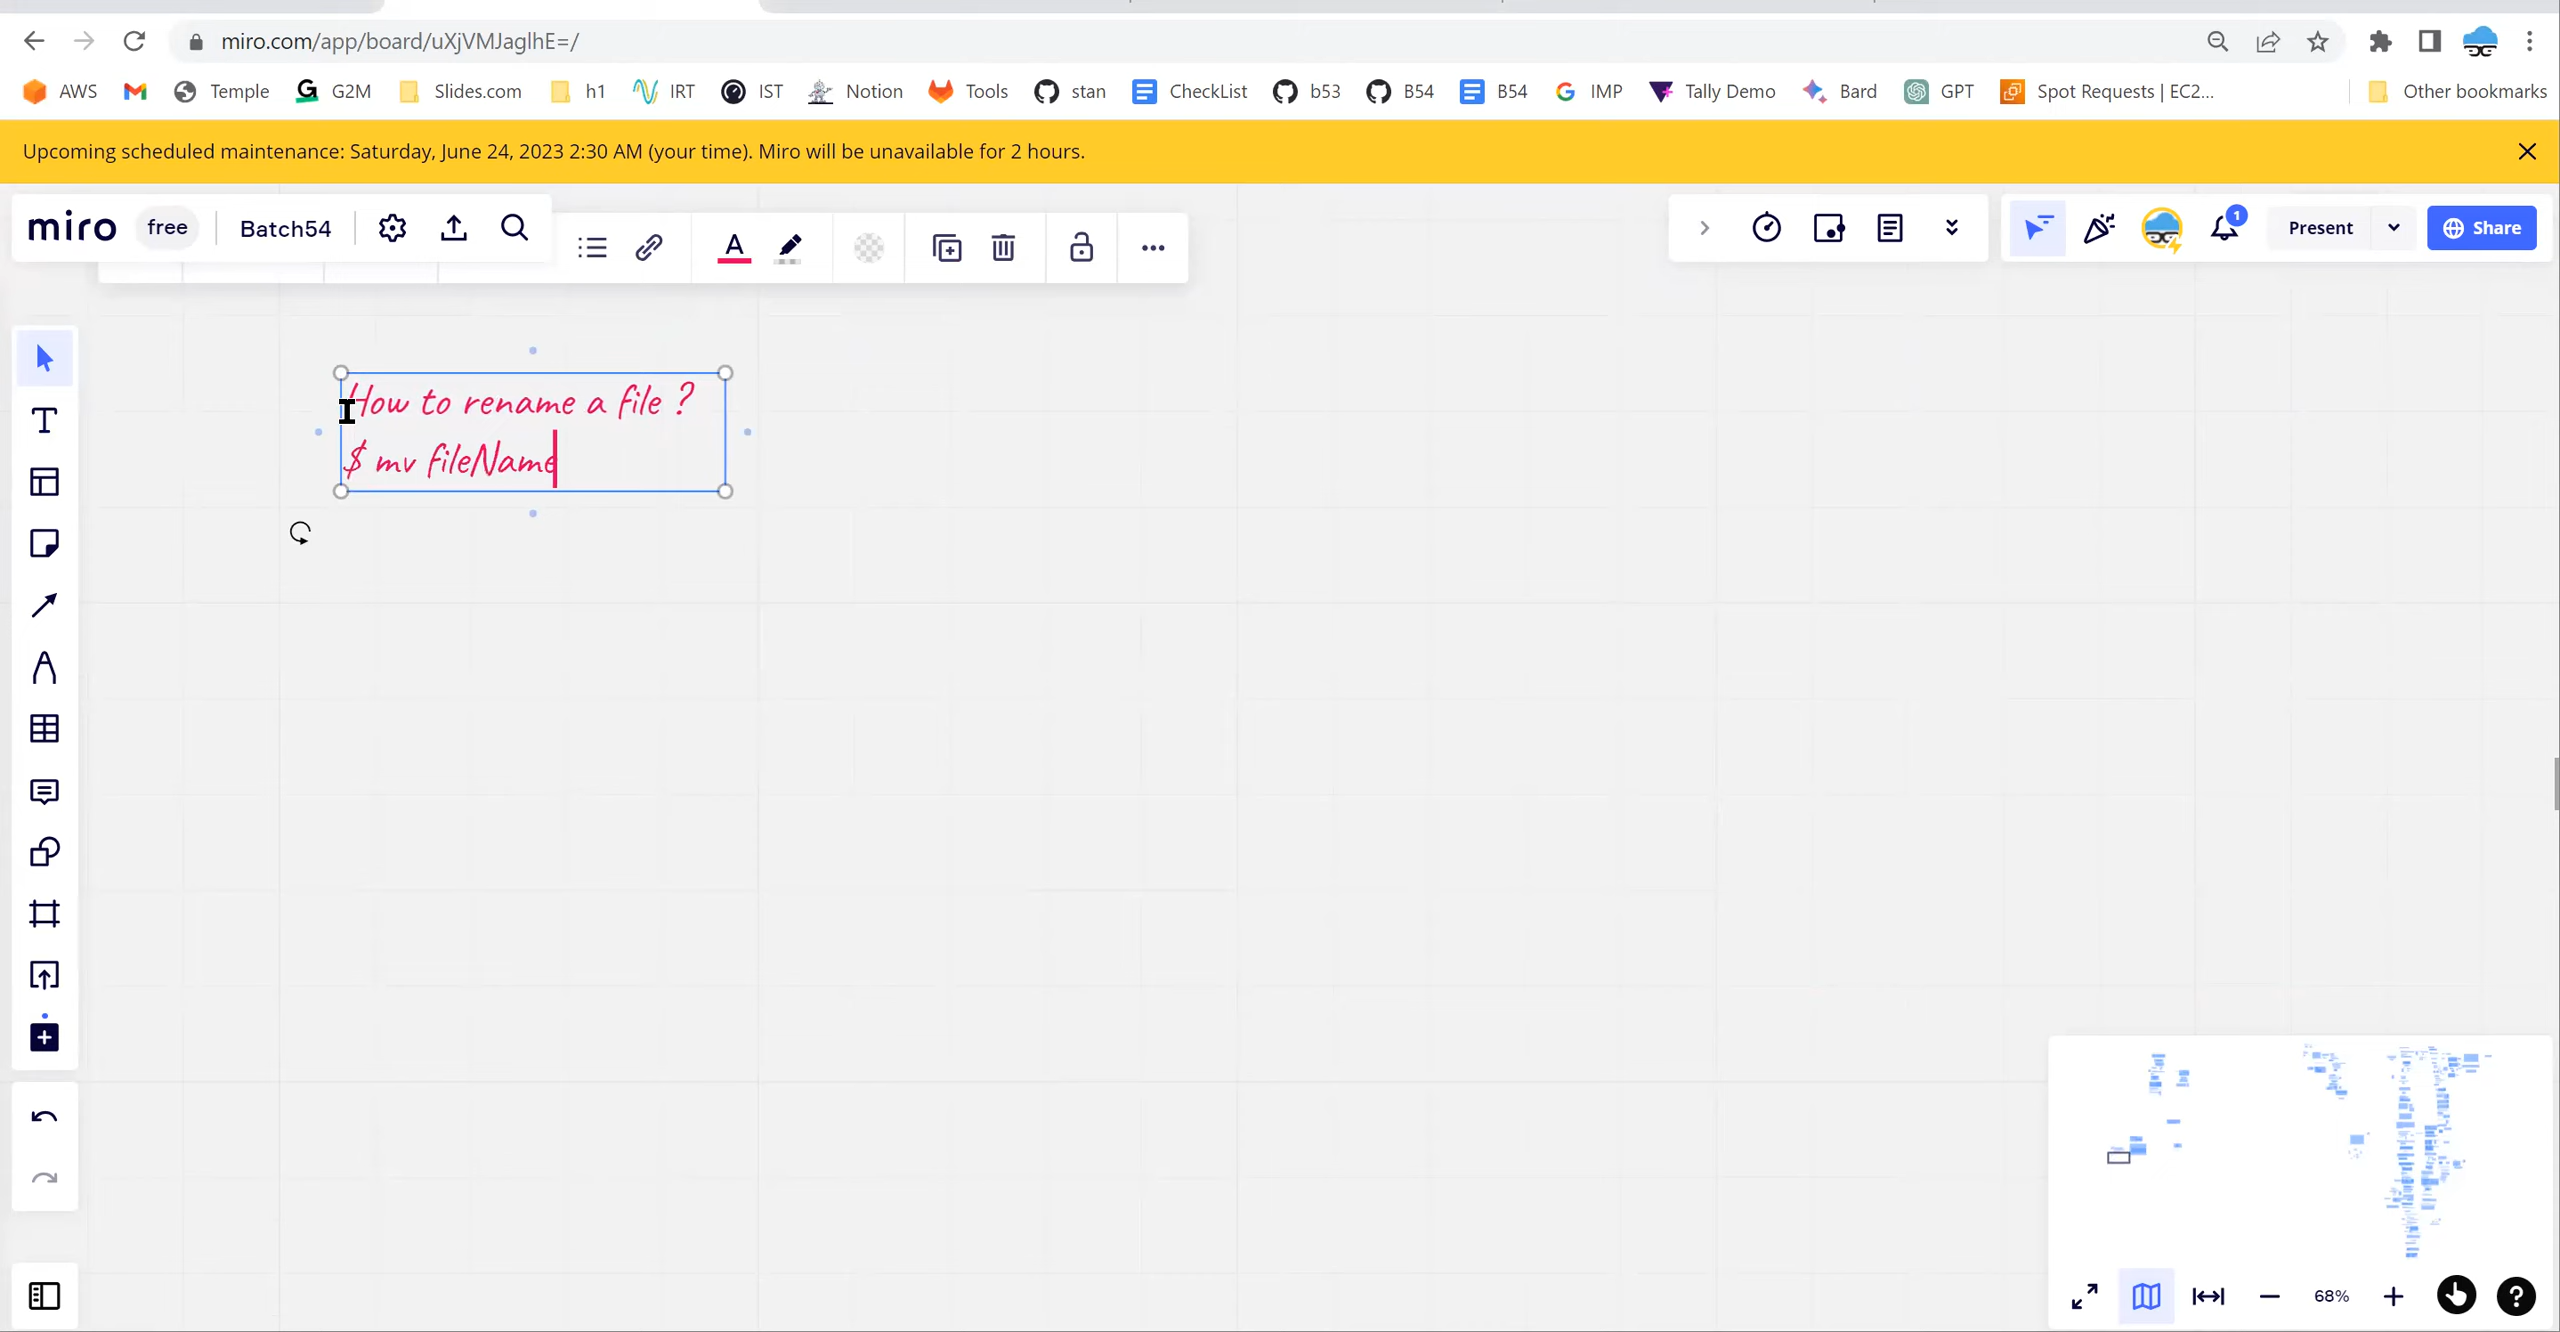 miro.com/app/board/uXjVMJaglhE=/
AWS Temple G2M Slides.com h1 IRT IST Notion Tools stan CheckList b53 B54 B54 IMP Tally Demo Bard GPT Spot Requests | EC2... Other bookmarks
Upcoming scheduled maintenance: Saturday, June 24, 2023 2:30 AM (your time). Miro will be unavailable for 2 hours.
miro free Batch54 1 Present Share
How to rename a file ?
$ mv fileName
68%